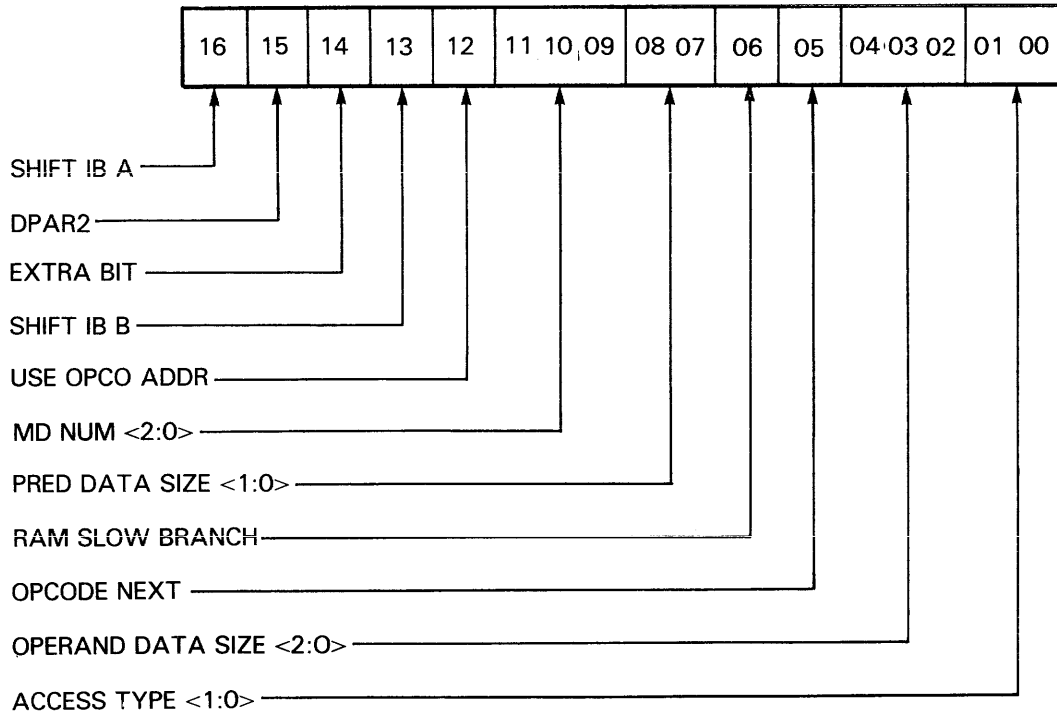 16 15 14 13 12 11 10 09 08 07 06 05 04 03 02 01 00
SHIFT IB A
DPAR2
EXTRA BIT
SHIFT IB B
USE OPCO ADDR
MD NUM <2:0>
PRED DATA SIZE <1:0>
RAM SLOW BRANCH
OPCODE NEXT
OPERAND DATA SIZE <2:0>
ACCESS TYPE <1:0>